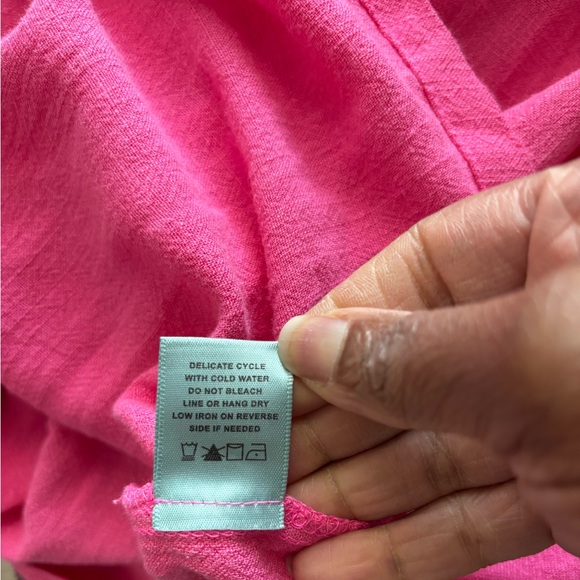 DELICATE CYCLE
WITH COLD WATER
DO NOT BLEACH
LINE OR HANG DRY
LOW IRON ON REVERSE
SIDE IF NEEDED